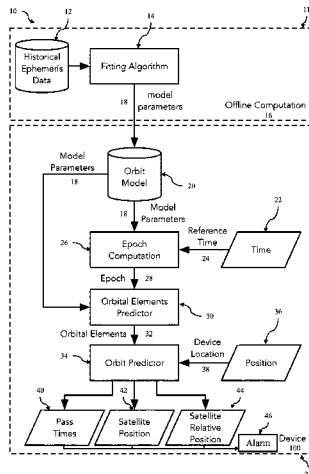 10
11
12
14
Historical
Ephemeris
Data
Fitting Algorithm
model
parameters
18
Offline Computation
16
Model
Parameters
18
Orbit
Model
20
18
Model
Parameters
22
26
Reference
Time
24
Time
Epoch
Computation
Epoch
28
Orbital Elements
Predictor
30
36
Orbital Elements
32
34
Device
Location
38
Orbit Predictor
Position
40
42
44
46
Pass
Times
Satellite
Position
Satellite
Relative
Position
Alarm
Device
100